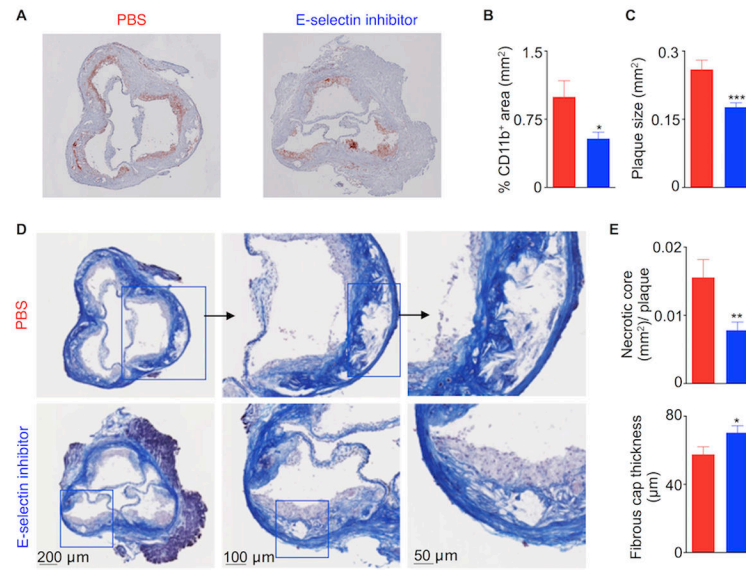 A
PBS
E-selectin inhibitor
B
% CD11b⁺ area (mm²)
1.5
0.75
0
*
C
Plaque size (mm²)
0.3
0.15
0
***
D
PBS
E-selectin inhibitor
200 µm
100 µm
50 µm
E
Necrotic core
(mm²)/ plaque
0.02
0.01
0
**
Fibrous cap thickness
(µm)
80
40
0
*